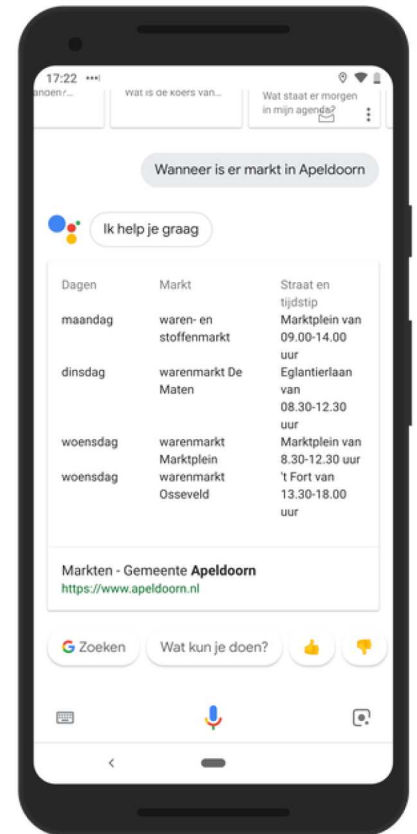 17:22
anden?...
Wat is de koers van...
Wat staat er morgen
in mijn agenda?
Wanneer is er markt in Apeldoorn
Ik help je graag
Dagen Markt Straat en
tijdstip
maandag waren- en Marktplein van
stoffenmarkt 09.00-14.00
uur
dinsdag warenmarkt De Eglantierlaan
Maten van
08.30-12.30
uur
woensdag warenmarkt Marktplein van
Marktplein 8.30-12.30 uur
woensdag warenmarkt 't Fort van
Osseveld 13.30-18.00
uur
Markten - Gemeente Apeldoorn
https://www.apeldoorn.nl
G Zoeken Wat kun je doen?